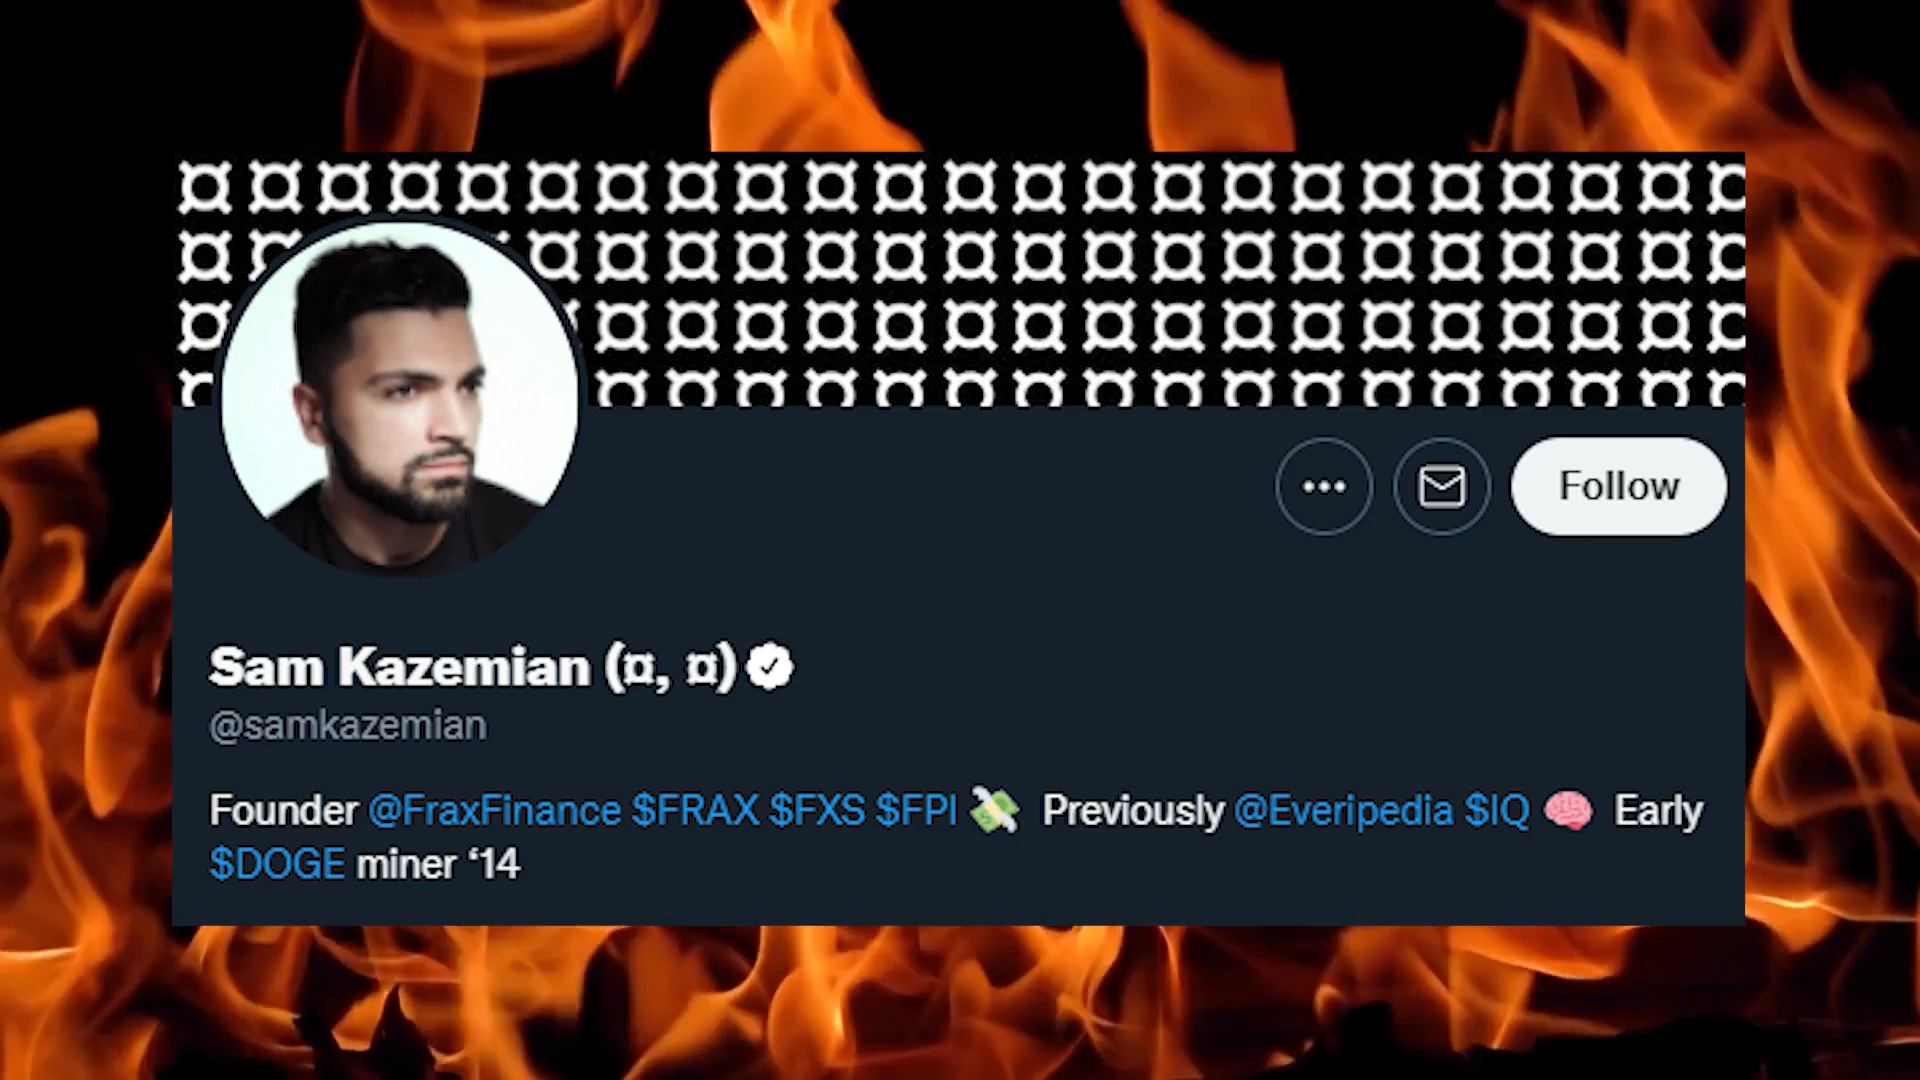 Follow
Sam Kazemian (¤, ¤)
@samkazemian
Founder @FraxFinance $FRAX $FXS $FPI 💸 Previously @Everipedia $IQ 🧠 Early
$DOGE miner ‘14